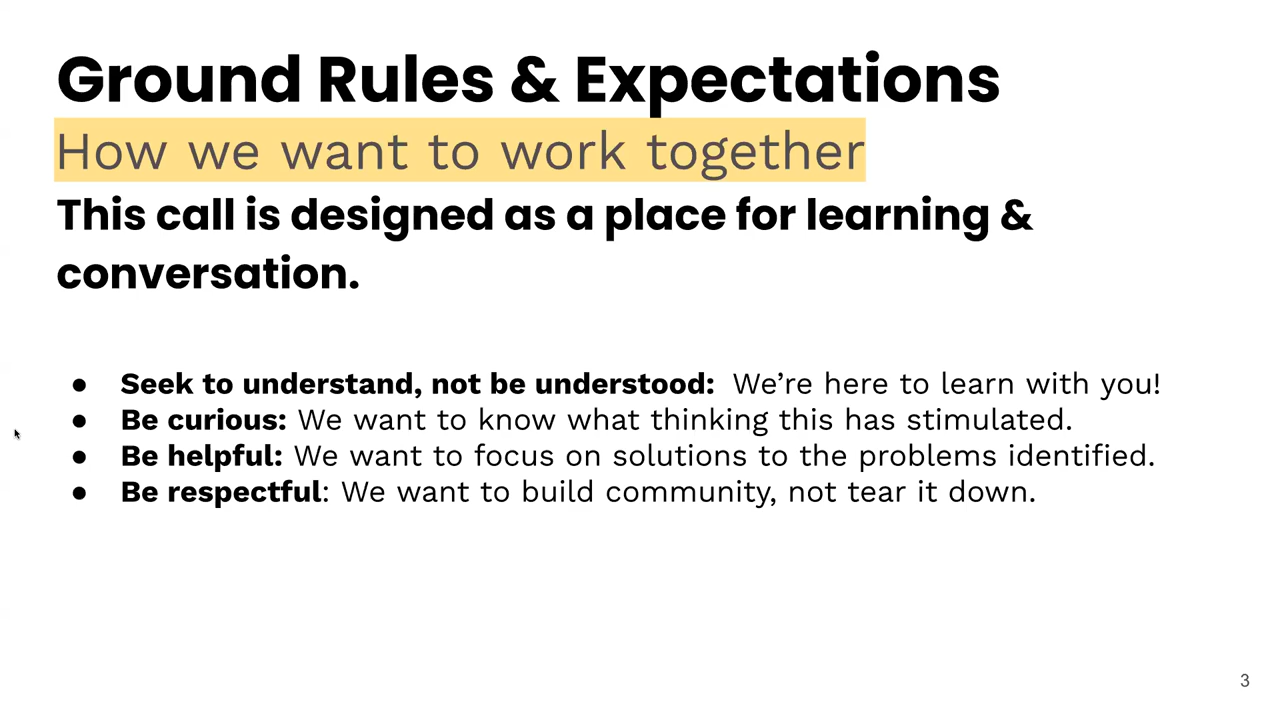 Ground Rules & Expectations
How we want to work together
This call is designed as a place for learning &
conversation.
● Seek to understand, not be understood: We’re here to learn with you!
● Be curious: We want to know what thinking this has stimulated.
● Be helpful: We want to focus on solutions to the problems identified.
● Be respectful: We want to build community, not tear it down.
3